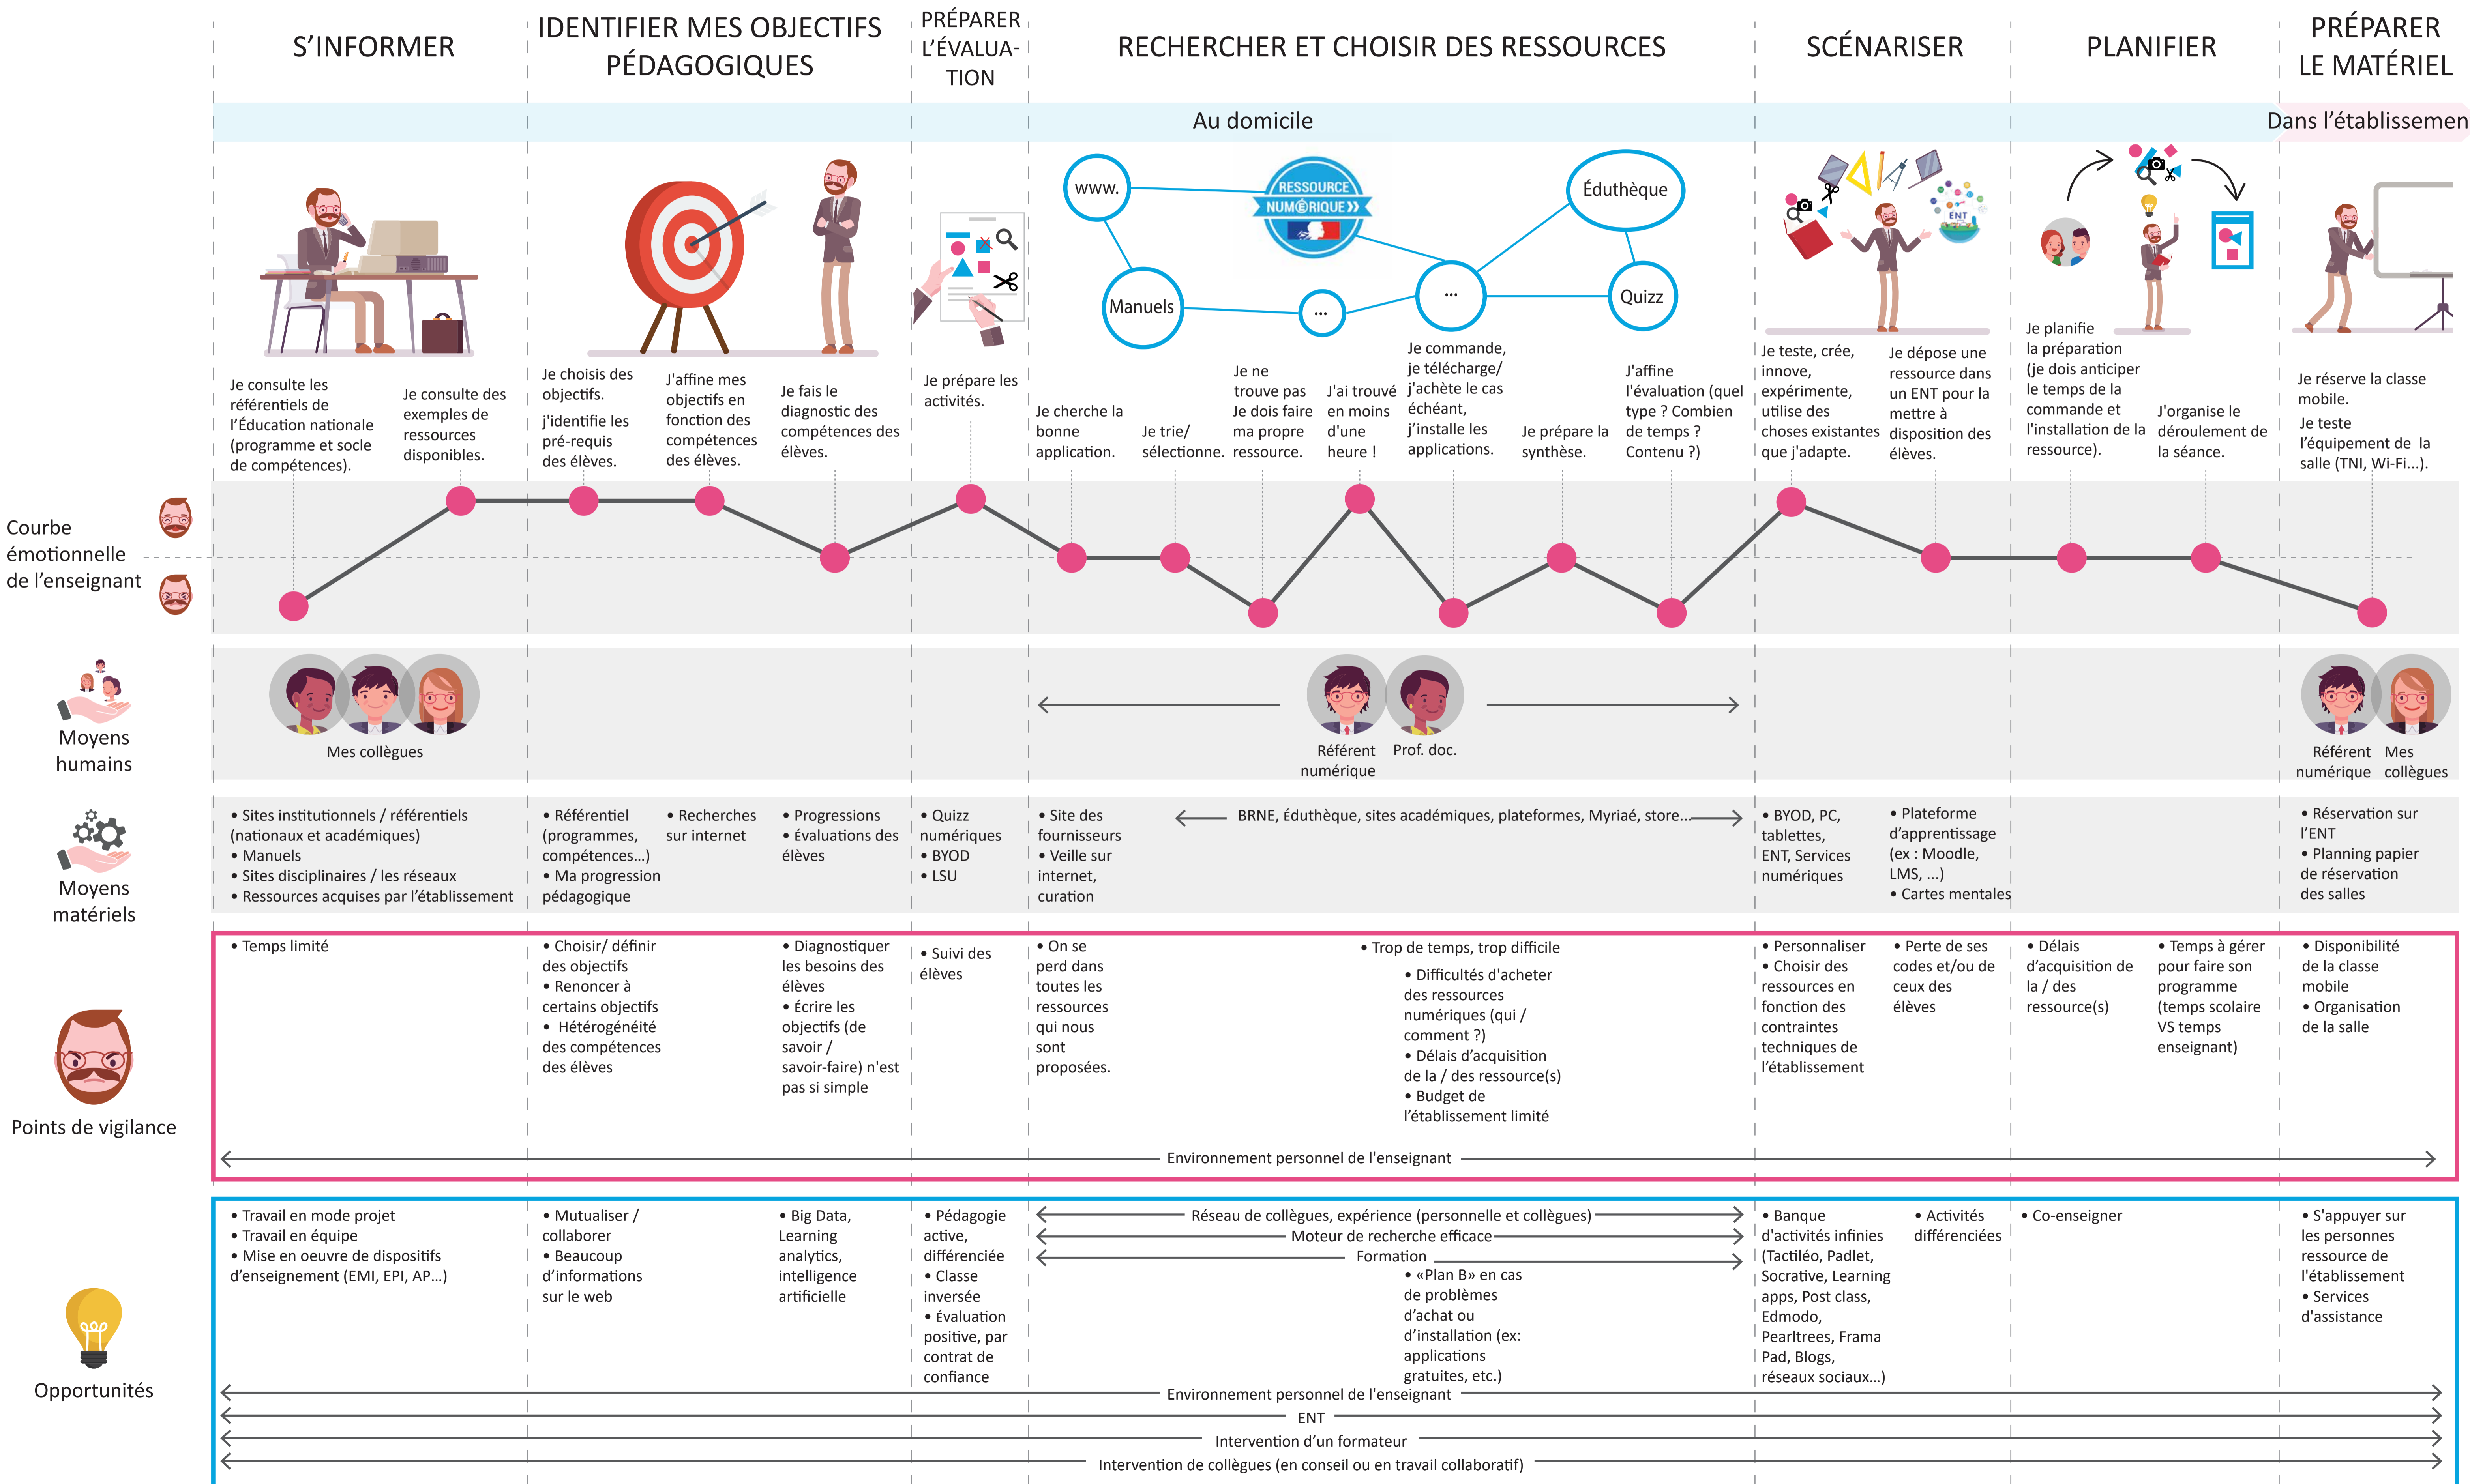 S'INFORMER
IDENTIFIER MES OBJECTIFS
PÉDAGOGIQUES
PRÉPARER
L'ÉVALUA-
TION
RECHERCHER ET CHOISIR DES RESSOURCES
SCÉNARISER
PLANIFIER
PRÉPARER
LE MATÉRIEL
Au domicile
Dans l'établissemen
www.
Manuels
RESSOURCE
NUMÉRIQUE
...
...
Éduthèque
Quizz
ENT
Je consulte les
référentiels de
l'Éducation nationale
(programme et socle
de compétences).
Je consulte des
exemples de
ressources
disponibles.
Je choisis des
objectifs.
j'identifie les
pré-requis
des élèves.
J'affine mes
objectifs en
fonction des
compétences
des élèves.
Je fais le
diagnostic des
compétences des
élèves.
Je prépare les
activités.
Je cherche la
bonne
application.
Je trie/
sélectionne.
Je ne
trouve pas
Je dois faire
ma propre
ressource.
J'ai trouvé
en moins
d'une
heure !
Je commande,
je télécharge/
j'achète le cas
échéant,
j'installe les
applications.
Je prépare la
synthèse.
J'affine
l'évaluation (quel
type ? Combien
de temps ?
Contenu ?)
Je teste, crée,
innove,
expérimente,
utilise des
choses existantes
que j'adapte.
Je dépose une
ressource dans
un ENT pour la
mettre à
disposition des
élèves.
Je planifie
la préparation
(je dois anticiper
le temps de la
commande et
l'installation de la
ressource).
J'organise le
déroulement de
la séance.
Je réserve la classe
mobile.
Je teste
l'équipement de la
salle (TNI, Wi-Fi...).
Courbe
émotionnelle
de l'enseignant
Moyens
humains
Mes collègues
Référent
numérique
Prof. doc.
Référent
numérique
Mes
collègues
Moyens
matériels
• Sites institutionnels / référentiels
(nationaux et académiques)
• Manuels
• Sites disciplinaires / les réseaux
• Ressources acquises par l'établissement
• Référentiel
(programmes,
compétences...)
• Ma progression
pédagogique
• Recherches
sur internet
• Progressions
• Évaluations des
élèves
• Quizz
numériques
• BYOD
• LSU
• Site des
fournisseurs
• Veille sur
internet,
curation
BRNE, Éduthèque, sites académiques, plateformes, Myriaé, store...
• BYOD, PC,
tablettes,
ENT, Services
numériques
• Plateforme
d'apprentissage
(ex : Moodle,
LMS, ...)
• Cartes mentales
• Réservation sur
l'ENT
• Planning papier
de réservation
des salles
Points de vigilance
• Temps limité
• Choisir/ définir
des objectifs
• Renoncer à
certains objectifs
• Hétérogénéité
des compétences
des élèves
• Diagnostiquer
les besoins des
élèves
• Écrire les
objectifs (de
savoir /
savoir-faire) n'est
pas si simple
• Suivi des
élèves
• On se
perd dans
toutes les
ressources
qui nous
sont
proposées.
• Trop de temps, trop difficile
• Difficultés d'acheter
des ressources
numériques (qui /
comment ?)
• Délais d'acquisition
de la / des ressource(s)
• Budget de
l'établissement limité
• Personnaliser
• Choisir des
ressources en
fonction des
contraintes
techniques de
l'établissement
• Perte de ses
codes et/ou de
ceux des
élèves
• Délais
d'acquisition de
la / des
ressource(s)
• Temps à gérer
pour faire son
programme
(temps scolaire
VS temps
enseignant)
• Disponibilité
de la classe
mobile
• Organisation
de la salle
Environnement personnel de l'enseignant
Opportunités
• Travail en mode projet
• Travail en équipe
• Mise en oeuvre de dispositifs
d'enseignement (EMI, EPI, AP...)
• Mutualiser /
collaborer
• Beaucoup
d'informations
sur le web
• Big Data,
Learning
analytics,
intelligence
artificielle
• Pédagogie
active,
différenciée
• Classe
inversée
• Évaluation
positive, par
contrat de
confiance
Réseau de collègues, expérience (personnelle et collègues)
Moteur de recherche efficace
Formation
• «Plan B» en cas
de problèmes
d'achat ou
d'installation (ex:
applications
gratuites, etc.)
• Banque
d'activités infinies
(Tactiléo, Padlet,
Socrative, Learning
apps, Post class,
Edmodo,
Pearltrees, Frama
Pad, Blogs,
réseaux sociaux...)
• Activités
différenciées
• Co-enseigner
• S'appuyer sur
les personnes
ressource de
l'établissement
• Services
d'assistance
Environnement personnel de l'enseignant
ENT
Intervention d'un formateur
Intervention de collègues (en conseil ou en travail collaboratif)